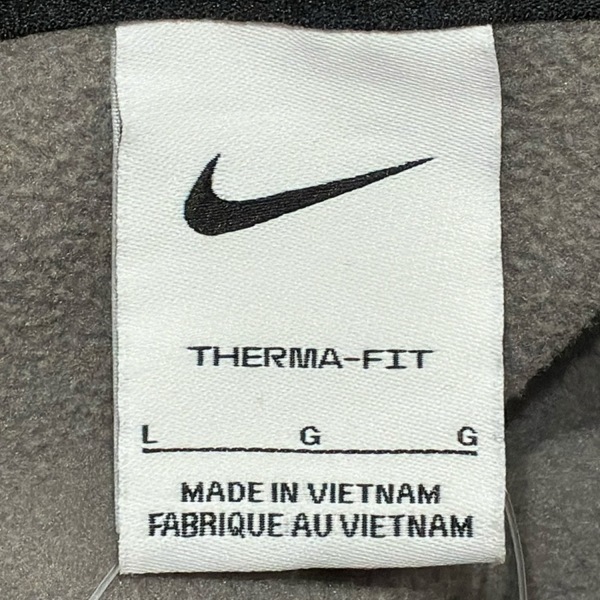 THERMA-FIT
L G G
MADE IN VIETNAM
FABRIQUE AU VIETNAM